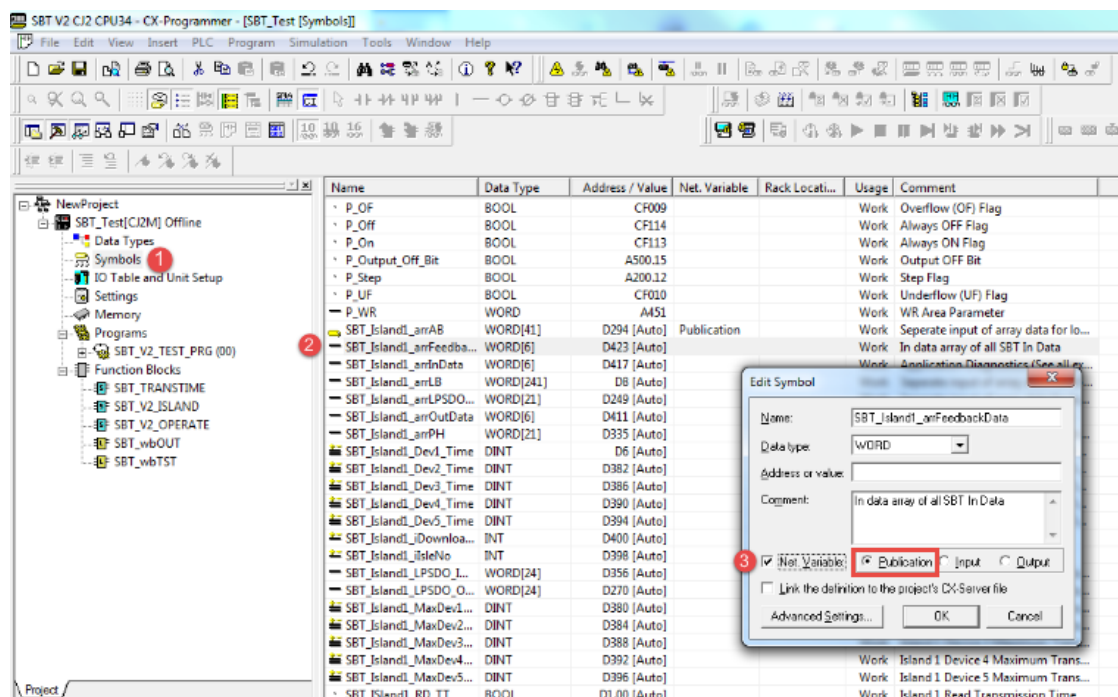 SBT V2 CJ2 CPU34 - CX-Programmer - [SBT_Test [Symbols]]
File Edit View Insert PLC Program Simulation Tools Window Help
10 10 16
NewProject
SBT_Test[CJ2M] Offline
Data Types
Symbols 1
IO Table and Unit Setup
Settings
Memory
Programs
SBT_V2_TEST_PRG (00)
Function Blocks
SBT_TRANSTIME
SBT_V2_ISLAND
SBT_V2_OPERATE
SBT_wbOUT
SBT_wbTST
Project
Name Data Type Address / Value Net. Variable Rack Locati... Usage Comment
P_OF BOOL CF009 Work Overflow (OF) Flag
P_Off BOOL CF114 Work Always OFF Flag
P_On BOOL CF113 Work Always ON Flag
P_Output_Off_Bit BOOL A500.15 Work Output OFF Bit
P_Step BOOL A200.12 Work Step Flag
P_UF BOOL CF010 Work Underflow (UF) Flag
P_WR WORD A451 Work WR Area Parameter
SBT_Island1_arrAB WORD[41] D294 [Auto] Publication Work Seperate input of array data for lo...
2 SBT_Island1_arrFeedba... WORD[6] D423 [Auto] Work In data array of all SBT In Data
SBT_Island1_arrInData WORD[6] D417 [Auto] Work Application Diagnostics (See all ex...
SBT_Island1_arrLB WORD[241] D8 [Auto]
SBT_Island1_arrLPSDO... WORD[21] D249 [Auto]
SBT_Island1_arrOutData WORD[6] D411 [Auto]
SBT_Island1_arrPH WORD[21] D335 [Auto]
SBT_Island1_Dev1_Time DINT D6 [Auto]
SBT_Island1_Dev2_Time DINT D382 [Auto]
SBT_Island1_Dev3_Time DINT D386 [Auto]
SBT_Island1_Dev4_Time DINT D390 [Auto]
SBT_Island1_Dev5_Time DINT D394 [Auto]
SBT_Island1_iDownloa... INT D400 [Auto]
SBT_Island1_iIsleNo INT D398 [Auto]
SBT_Island1_LPSDO_I... WORD[24] D356 [Auto]
SBT_Island1_LPSDO_O... WORD[24] D270 [Auto]
SBT_Island1_MaxDev1... DINT D380 [Auto]
SBT_Island1_MaxDev2... DINT D384 [Auto]
SBT_Island1_MaxDev3... DINT D388 [Auto]
SBT_Island1_MaxDev4... DINT D392 [Auto] Work Island 1 Device 4 Maximum Trans...
SBT_Island1_MaxDev5... DINT D396 [Auto] Work Island 1 Device 5 Maximum Trans...
SBT_ISland1_RD_TT BOOL D1.00 [Auto] Work Island 1 Read Transmission Time
Edit Symbol
Name: SBT_Island1_arrFeedbackData
Data type: WORD
Address or value:
Comment: In data array of all SBT In Data
3 Net. Variable: Publication Input Output
Link the definition to the project's CX-Server file
Advanced Settings... OK Cancel